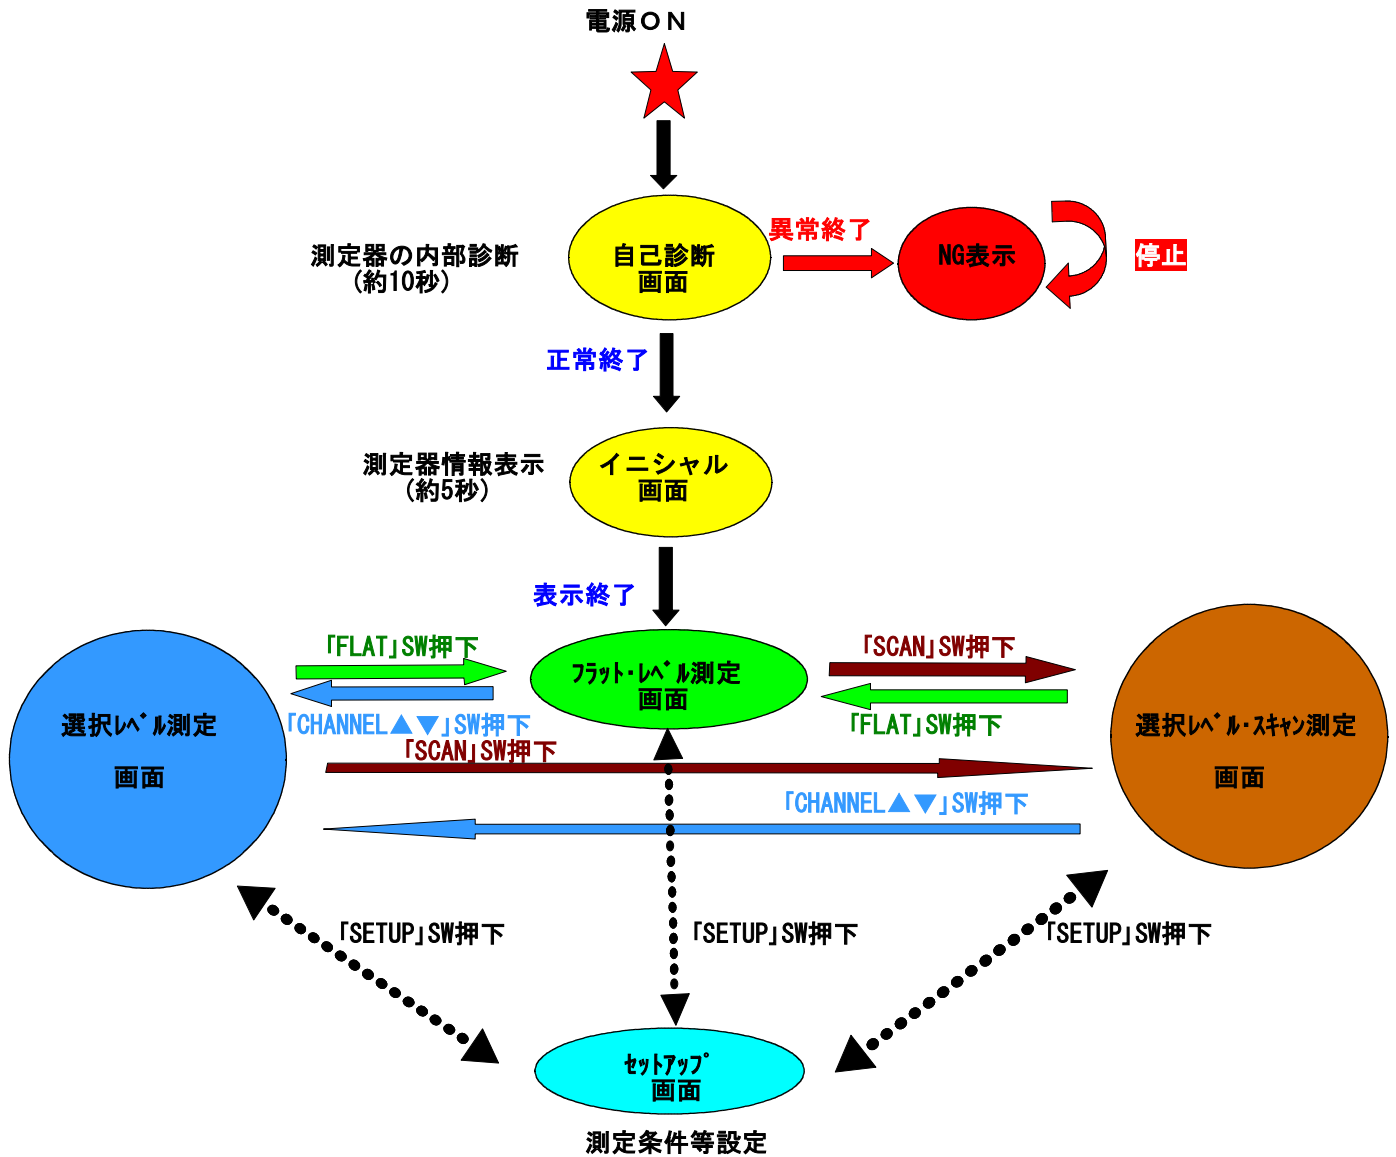 電源ＯＮ
測定器の内部診断
(約10秒)
自己診断
画面
異常終了
NG表示
停止
正常終了
測定器情報表示
(約5秒)
イニシャル
画面
表示終了
「FLAT」SW押下
ﾌﾗｯﾄ･ﾚﾍﾞﾙ測定
画面
「SCAN」SW押下
「CHANNEL▲▼」SW押下
「FLAT」SW押下
選択ﾚﾍﾞﾙ測定
画面
「SCAN」SW押下
選択ﾚﾍﾞﾙ･ｽｷｬﾝ測定
画面
「CHANNEL▲▼」SW押下
「SETUP」SW押下
「SETUP」SW押下
「SETUP」SW押下
ｾｯﾄｱｯﾌﾟ
画面
測定条件等設定